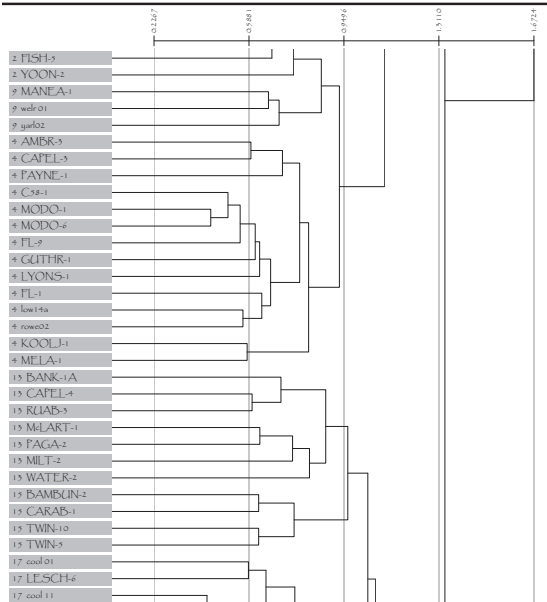 0.2267
0.5881
0.9496
1.3110
1.6724
2 FISH-5
2 YOON-2
9 MANEA-1
9 welr01
9 yarl02
4 AMBR-3
4 CAPEL-3
4 PAYNE-1
4 C58-1
4 MODO-1
4 MODO-6
4 FL-9
4 GUTHR-1
4 LYONS-1
4 FL-1
4 low14a
4 rowe02
4 KOOLJ-1
4 MELA-1
13 BANK-1A
13 CAPEL-4
13 RUAB-3
13 McLART-1
13 PAGA-2
13 MILT-2
13 WATER-2
15 BAMBUN-2
15 CARAB-1
15 TWIN-10
15 TWIN-5
17 cool 01
17 LESCH-6
17 cool 11